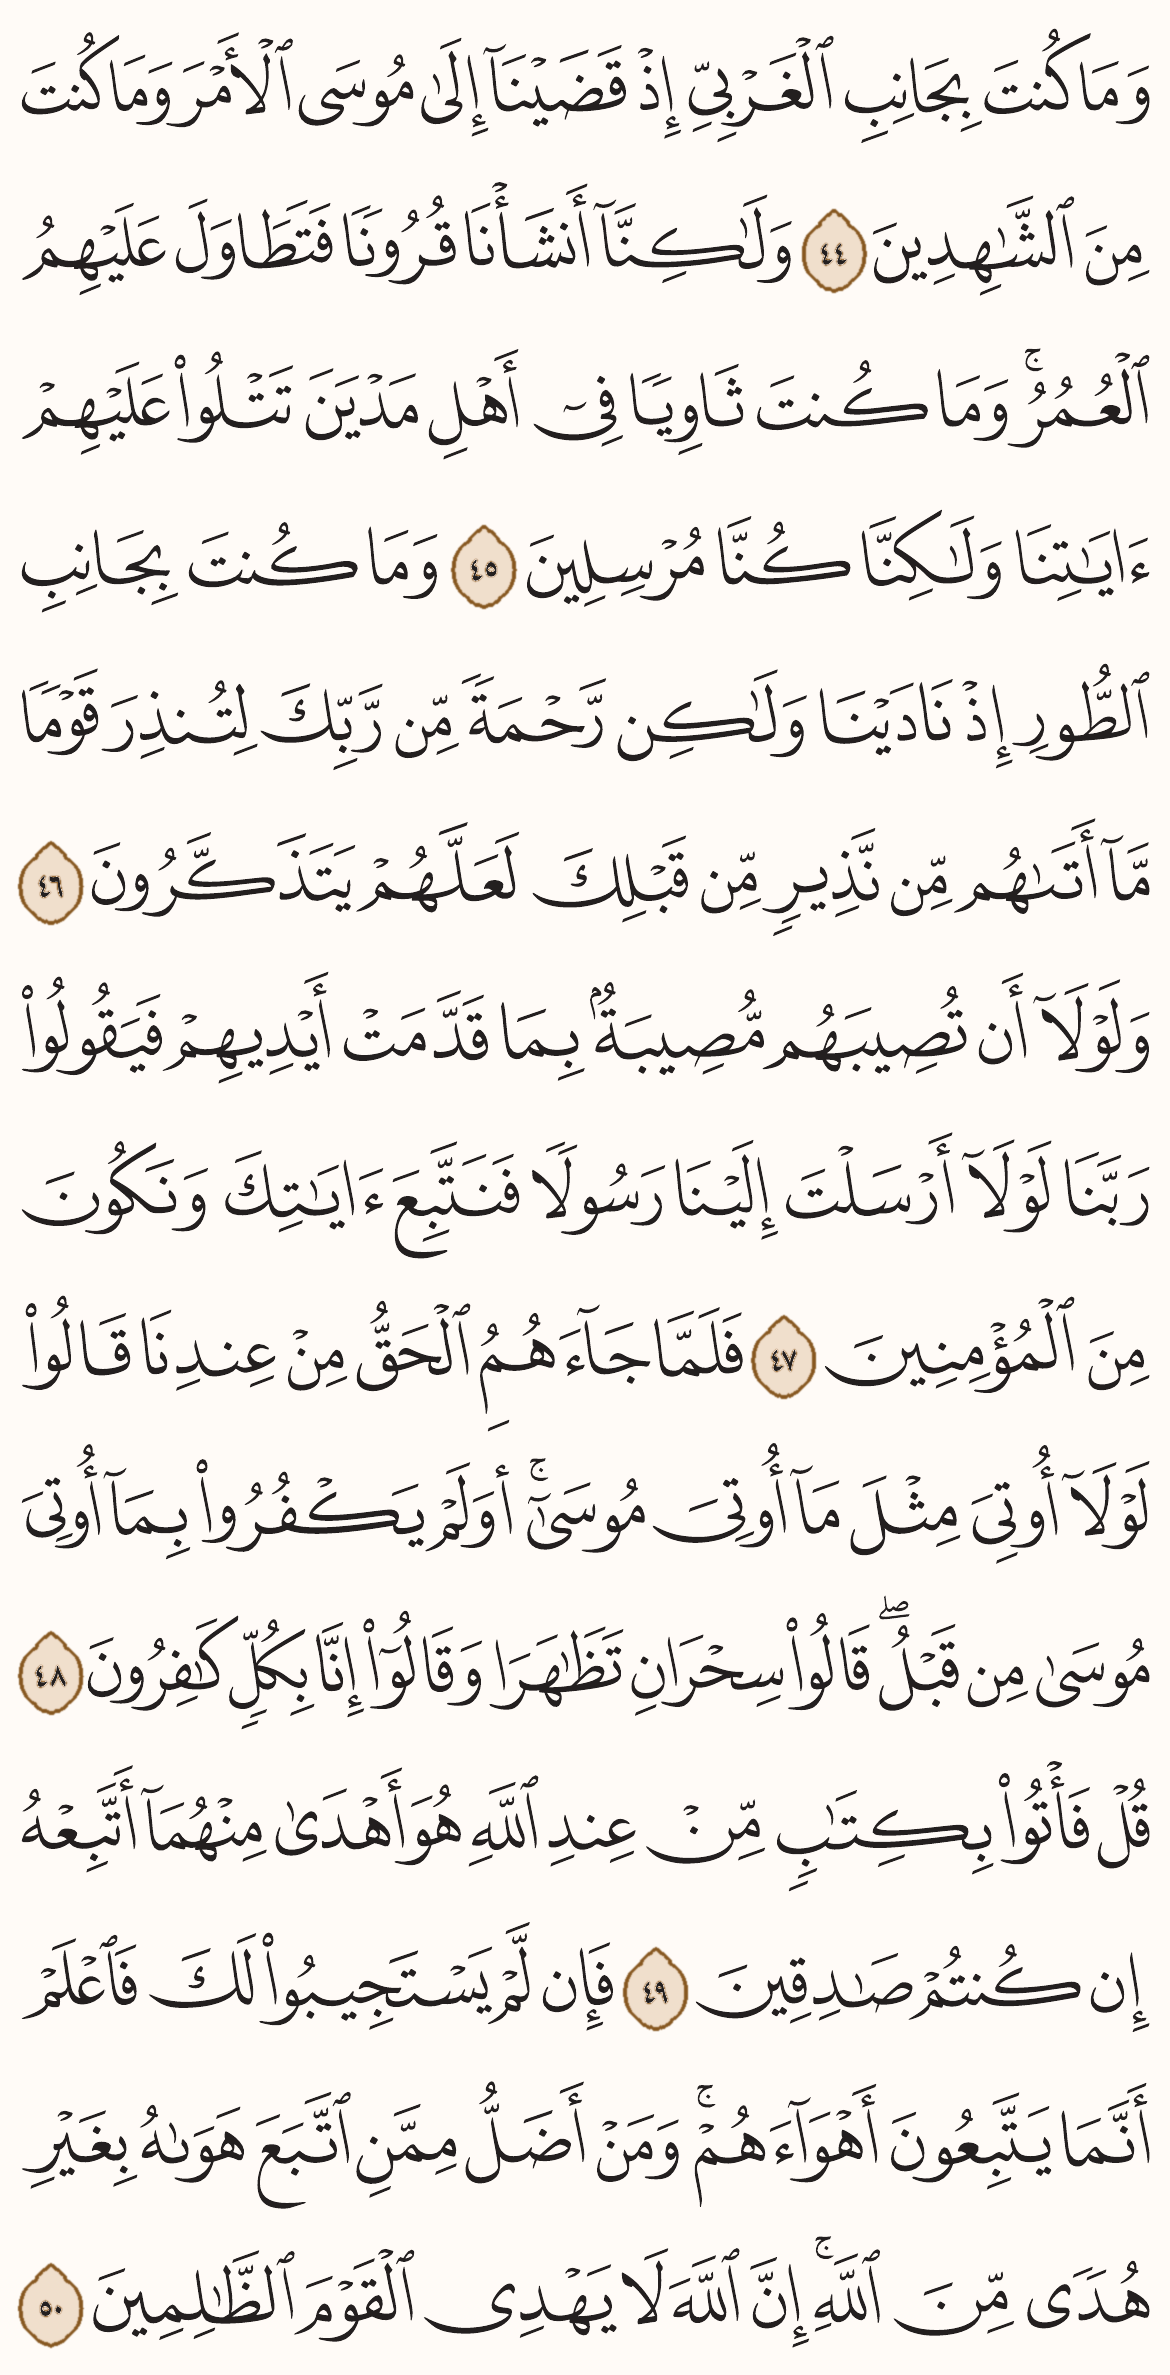 وَمَا كُنتَ بِجَانِبِ ٱلْغَرْبِيِّ إِذْ قَضَيْنَآ إِلَىٰ مُوسَى ٱلْأَمْرَ وَمَا كُنتَ
مِنَ ٱلشَّٰهِدِينَ ٤٤ وَلَٰكِنَّآ أَنشَأْنَا قُرُونًا فَتَطَاوَلَ عَلَيْهِمُ
ٱلْعُمُرُ ۚ وَمَا كُنتَ ثَاوِيًا فِىٓ أَهْلِ مَدْيَنَ تَتْلُوا۟ عَلَيْهِمْ
ءَايَٰتِنَا وَلَٰكِنَّا كُنَّا مُرْسِلِينَ ٤٥ وَمَا كُنتَ بِجَانِبِ
ٱلطُّورِ إِذْ نَادَيْنَا وَلَٰكِن رَّحْمَةً مِّن رَّبِّكَ لِتُنذِرَ قَوْمًا
مَّآ أَتَىٰهُم مِّن نَّذِيرٍ مِّن قَبْلِكَ لَعَلَّهُمْ يَتَذَكَّرُونَ ٤٦
وَلَوْلَآ أَن تُصِيبَهُم مُّصِيبَةٌۢ بِمَا قَدَّمَتْ أَيْدِيهِمْ فَيَقُولُوا۟
رَبَّنَا لَوْلَآ أَرْسَلْتَ إِلَيْنَا رَسُولًا فَنَتَّبِعَ ءَايَٰتِكَ وَنَكُونَ
مِنَ ٱلْمُؤْمِنِينَ ٤٧ فَلَمَّا جَآءَهُمُ ٱلْحَقُّ مِنْ عِندِنَا قَالُوا۟
لَوْلَآ أُوتِىَ مِثْلَ مَآ أُوتِىَ مُوسَىٰٓ ۚ أَوَلَمْ يَكْفُرُوا۟ بِمَآ أُوتِىَ
مُوسَىٰ مِن قَبْلُ ۖ قَالُوا۟ سِحْرَانِ تَظَٰهَرَا وَقَالُوٓا۟ إِنَّا بِكُلٍّ كَٰفِرُونَ ٤٨
قُلْ فَأْتُوا۟ بِكِتَٰبٍ مِّنْ عِندِ ٱللَّهِ هُوَ أَهْدَىٰ مِنْهُمَآ أَتَّبِعْهُ
إِن كُنتُمْ صَٰدِقِينَ ٤٩ فَإِن لَّمْ يَسْتَجِيبُوا۟ لَكَ فَٱعْلَمْ
أَنَّمَا يَتَّبِعُونَ أَهْوَآءَهُمْ ۚ وَمَنْ أَضَلُّ مِمَّنِ ٱتَّبَعَ هَوَىٰهُ بِغَيْرِ
هُدًى مِّنَ ٱللَّهِ ۚ إِنَّ ٱللَّهَ لَا يَهْدِى ٱلْقَوْمَ ٱلظَّٰلِمِينَ ٥٠